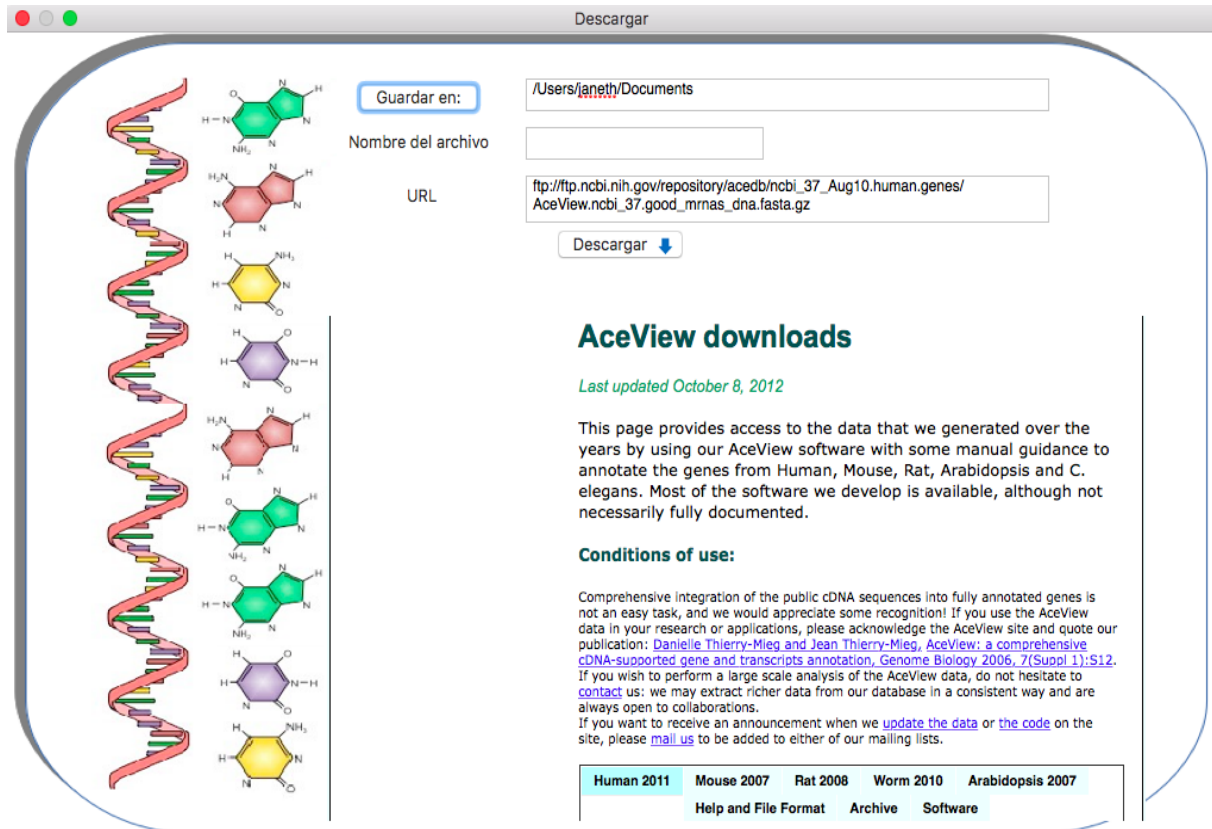 Descargar
Guardar en:
/Users/janeth/Documents
Nombre del archivo
URL
ftp://ftp.ncbi.nih.gov/repository/acedb/ncbi_37_Aug10.human.genes/
AceView.ncbi_37.good_mrnas_dna.fasta.gz
Descargar
AceView downloads
Last updated October 8, 2012
This page provides access to the data that we generated over the
years by using our AceView software with some manual guidance to
annotate the genes from Human, Mouse, Rat, Arabidopsis and C.
elegans. Most of the software we develop is available, although not
necessarily fully documented.
Conditions of use:
Comprehensive integration of the public cDNA sequences into fully annotated genes is
not an easy task, and we would appreciate some recognition! If you use the AceView
data in your research or applications, please acknowledge the AceView site and quote our
publication: Danielle Thierry-Mieg and Jean Thierry-Mieg, AceView: a comprehensive
cDNA-supported gene and transcripts annotation, Genome Biology 2006, 7(Suppl 1):S12.
If you wish to perform a large scale analysis of the AceView data, do not hesitate to
contact us: we may extract richer data from our database in a consistent way and are
always open to collaborations.
If you want to receive an announcement when we update the data or the code on the
site, please mail us to be added to either of our mailing lists.
Human 2011 Mouse 2007 Rat 2008 Worm 2010 Arabidopsis 2007
Help and File Format Archive Software